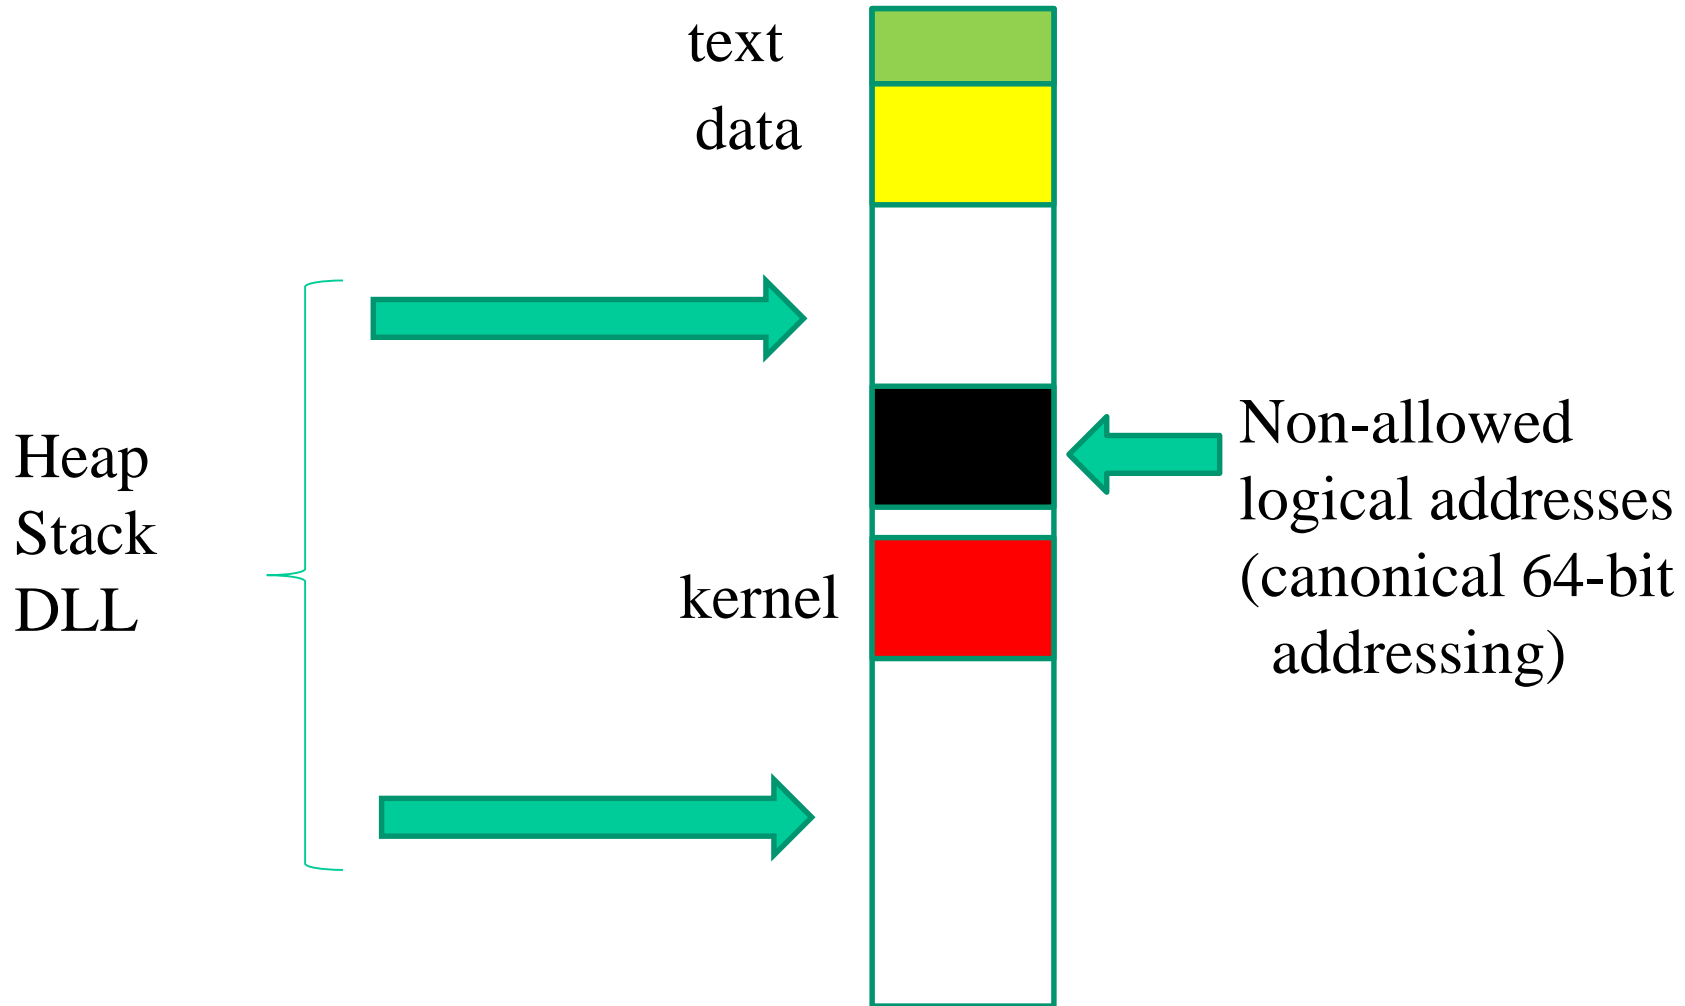 text
data
Heap
Stack
DLL
kernel
Non-allowed
logical addresses
(canonical 64-bit
addressing)